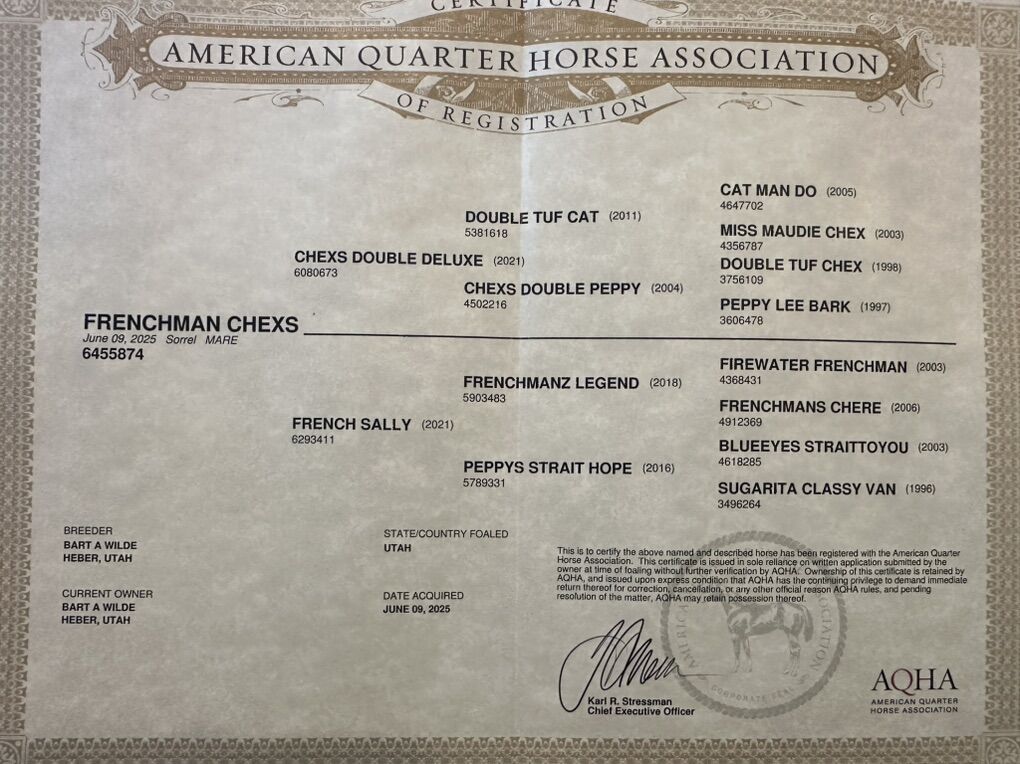 CERTIFICATE
AMERICAN QUARTER HORSE ASSOCIATION
OF REGISTRATION
CAT MAN DO (2005)
4647702
DOUBLE TUF CAT (2011)
5381618
MISS MAUDIE CHEX (2003)
4356787
CHEXS DOUBLE DELUXE (2021)
6080673
DOUBLE TUF CHEX (1998)
3756109
CHEXS DOUBLE PEPPY (2004)
4502216
PEPPY LEE BARK (1997)
3606478
FRENCHMAN CHEXS
June 09, 2025 Sorrel MARE
6455874
FIREWATER FRENCHMAN (2003)
4368431
FRENCHMANZ LEGEND (2018)
5903483
FRENCHMANS CHERE (2006)
4912369
FRENCH SALLY (2021)
6293411
BLUEEYES STRAITTOYOU (2003)
4618285
PEPPYS STRAIT HOPE (2016)
5789331
SUGARITA CLASSY VAN (1996)
3496264
BREEDER
BART A WILDE
HEBER, UTAH
STATE/COUNTRY FOALED
UTAH
CURRENT OWNER
BART A WILDE
HEBER, UTAH
DATE ACQUIRED
JUNE 09, 2025
This is to certify the above named and described horse has been registered with the American Quarter
Horse Association. This certificate is issued in sole reliance on written application submitted by the
owner at time of foaling without further verification by AQHA. Ownership of this certificate is retained by
AQHA, and issued upon express condition that AQHA has the continuing privilege to demand immediate
return thereof for correction, cancellation, or any other official reason AQHA rules, and pending
resolution of the matter, AQHA may retain possession thereof.
CORPORATE SEAL
Karl R. Stressman
Chief Executive Officer
AQHA
AMERICAN QUARTER
HORSE ASSOCIATION